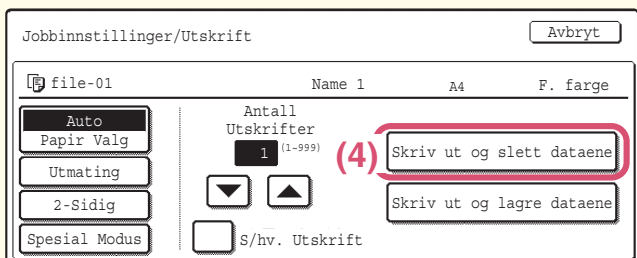 Jobbinnstillinger/Utskrift
Avbryt
file-01 Name 1 A4 F. farge
Auto
Papir Valg
Utmating
2-Sidig
Spesial Modus
Antall
Utskrifter
1 (1-999)
S/hv. Utskrift
(4)
Skriv ut og slett dataene
Skriv ut og lagre dataene